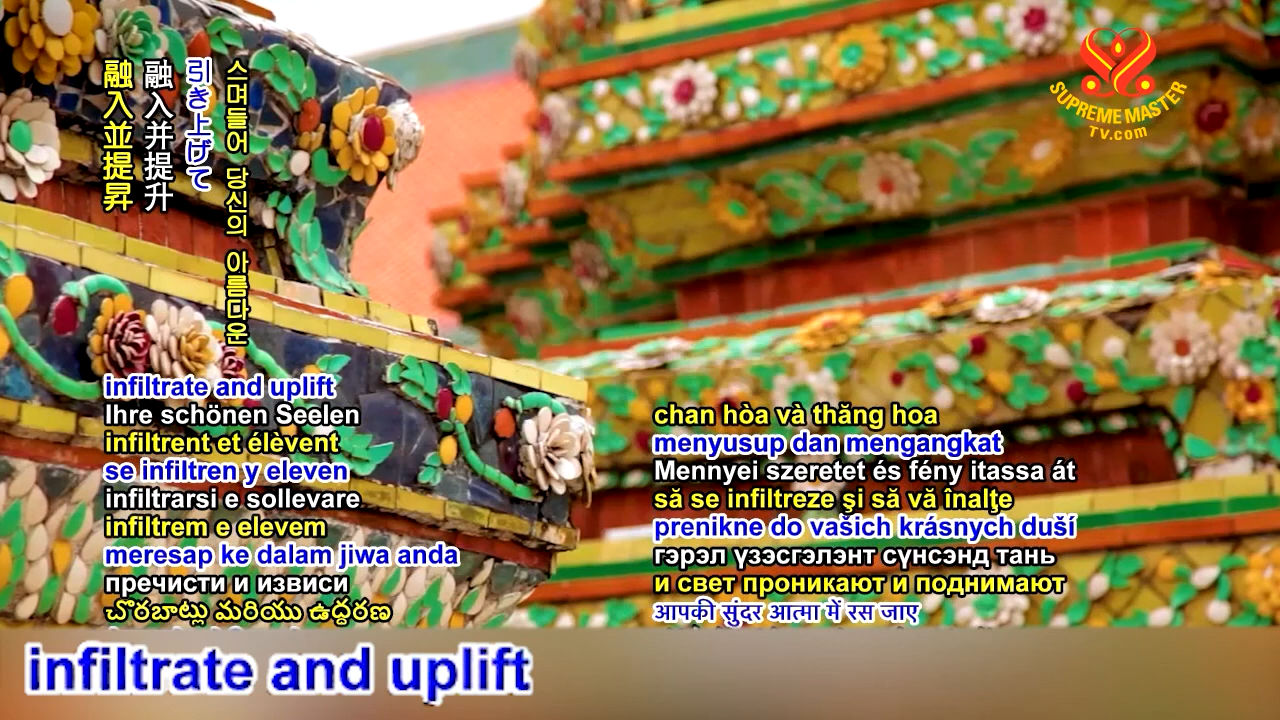 融入並提昇
融入并提升
引き上げて
스며들어 당신의 아름다운
SUPREME MASTER
TV.com
infiltrate and uplift
Ihre schönen Seelen
infiltrent et élèvent
se infiltren y eleven
infiltrarsi e sollevare
infiltrem e elevem
meresap ke dalam jiwa anda
пречисти и извиси
చొరబాట్లు మరియు ఉద్ధరణ
chan hòa và thăng hoa
menyusup dan mengangkat
Mennyei szeretet és fény itassa át
să se infiltreze şi să vă înalţe
prenikne do vašich krásnych duší
гэрэл үзэсгэлэнт сүнсэнд тань
и свет проникают и поднимают
आपकी सुंदर आत्मा में रस जाए
infiltrate and uplift